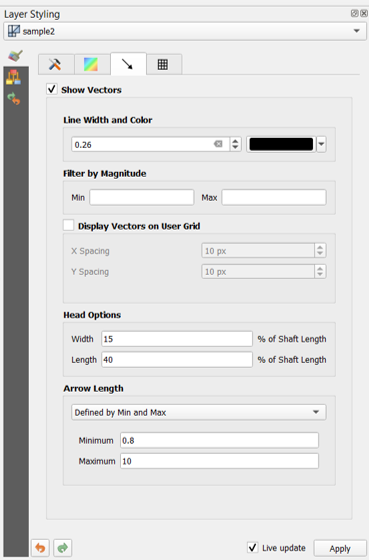 Layer Styling
sample2
Show Vectors
Line Width and Color
0.26
Filter by Magnitude
Min Max
Display Vectors on User Grid
X Spacing 10 px
Y Spacing 10 px
Head Options
Width 15 % of Shaft Length
Length 40 % of Shaft Length
Arrow Length
Defined by Min and Max
Minimum 0.8
Maximum 10
Live update Apply